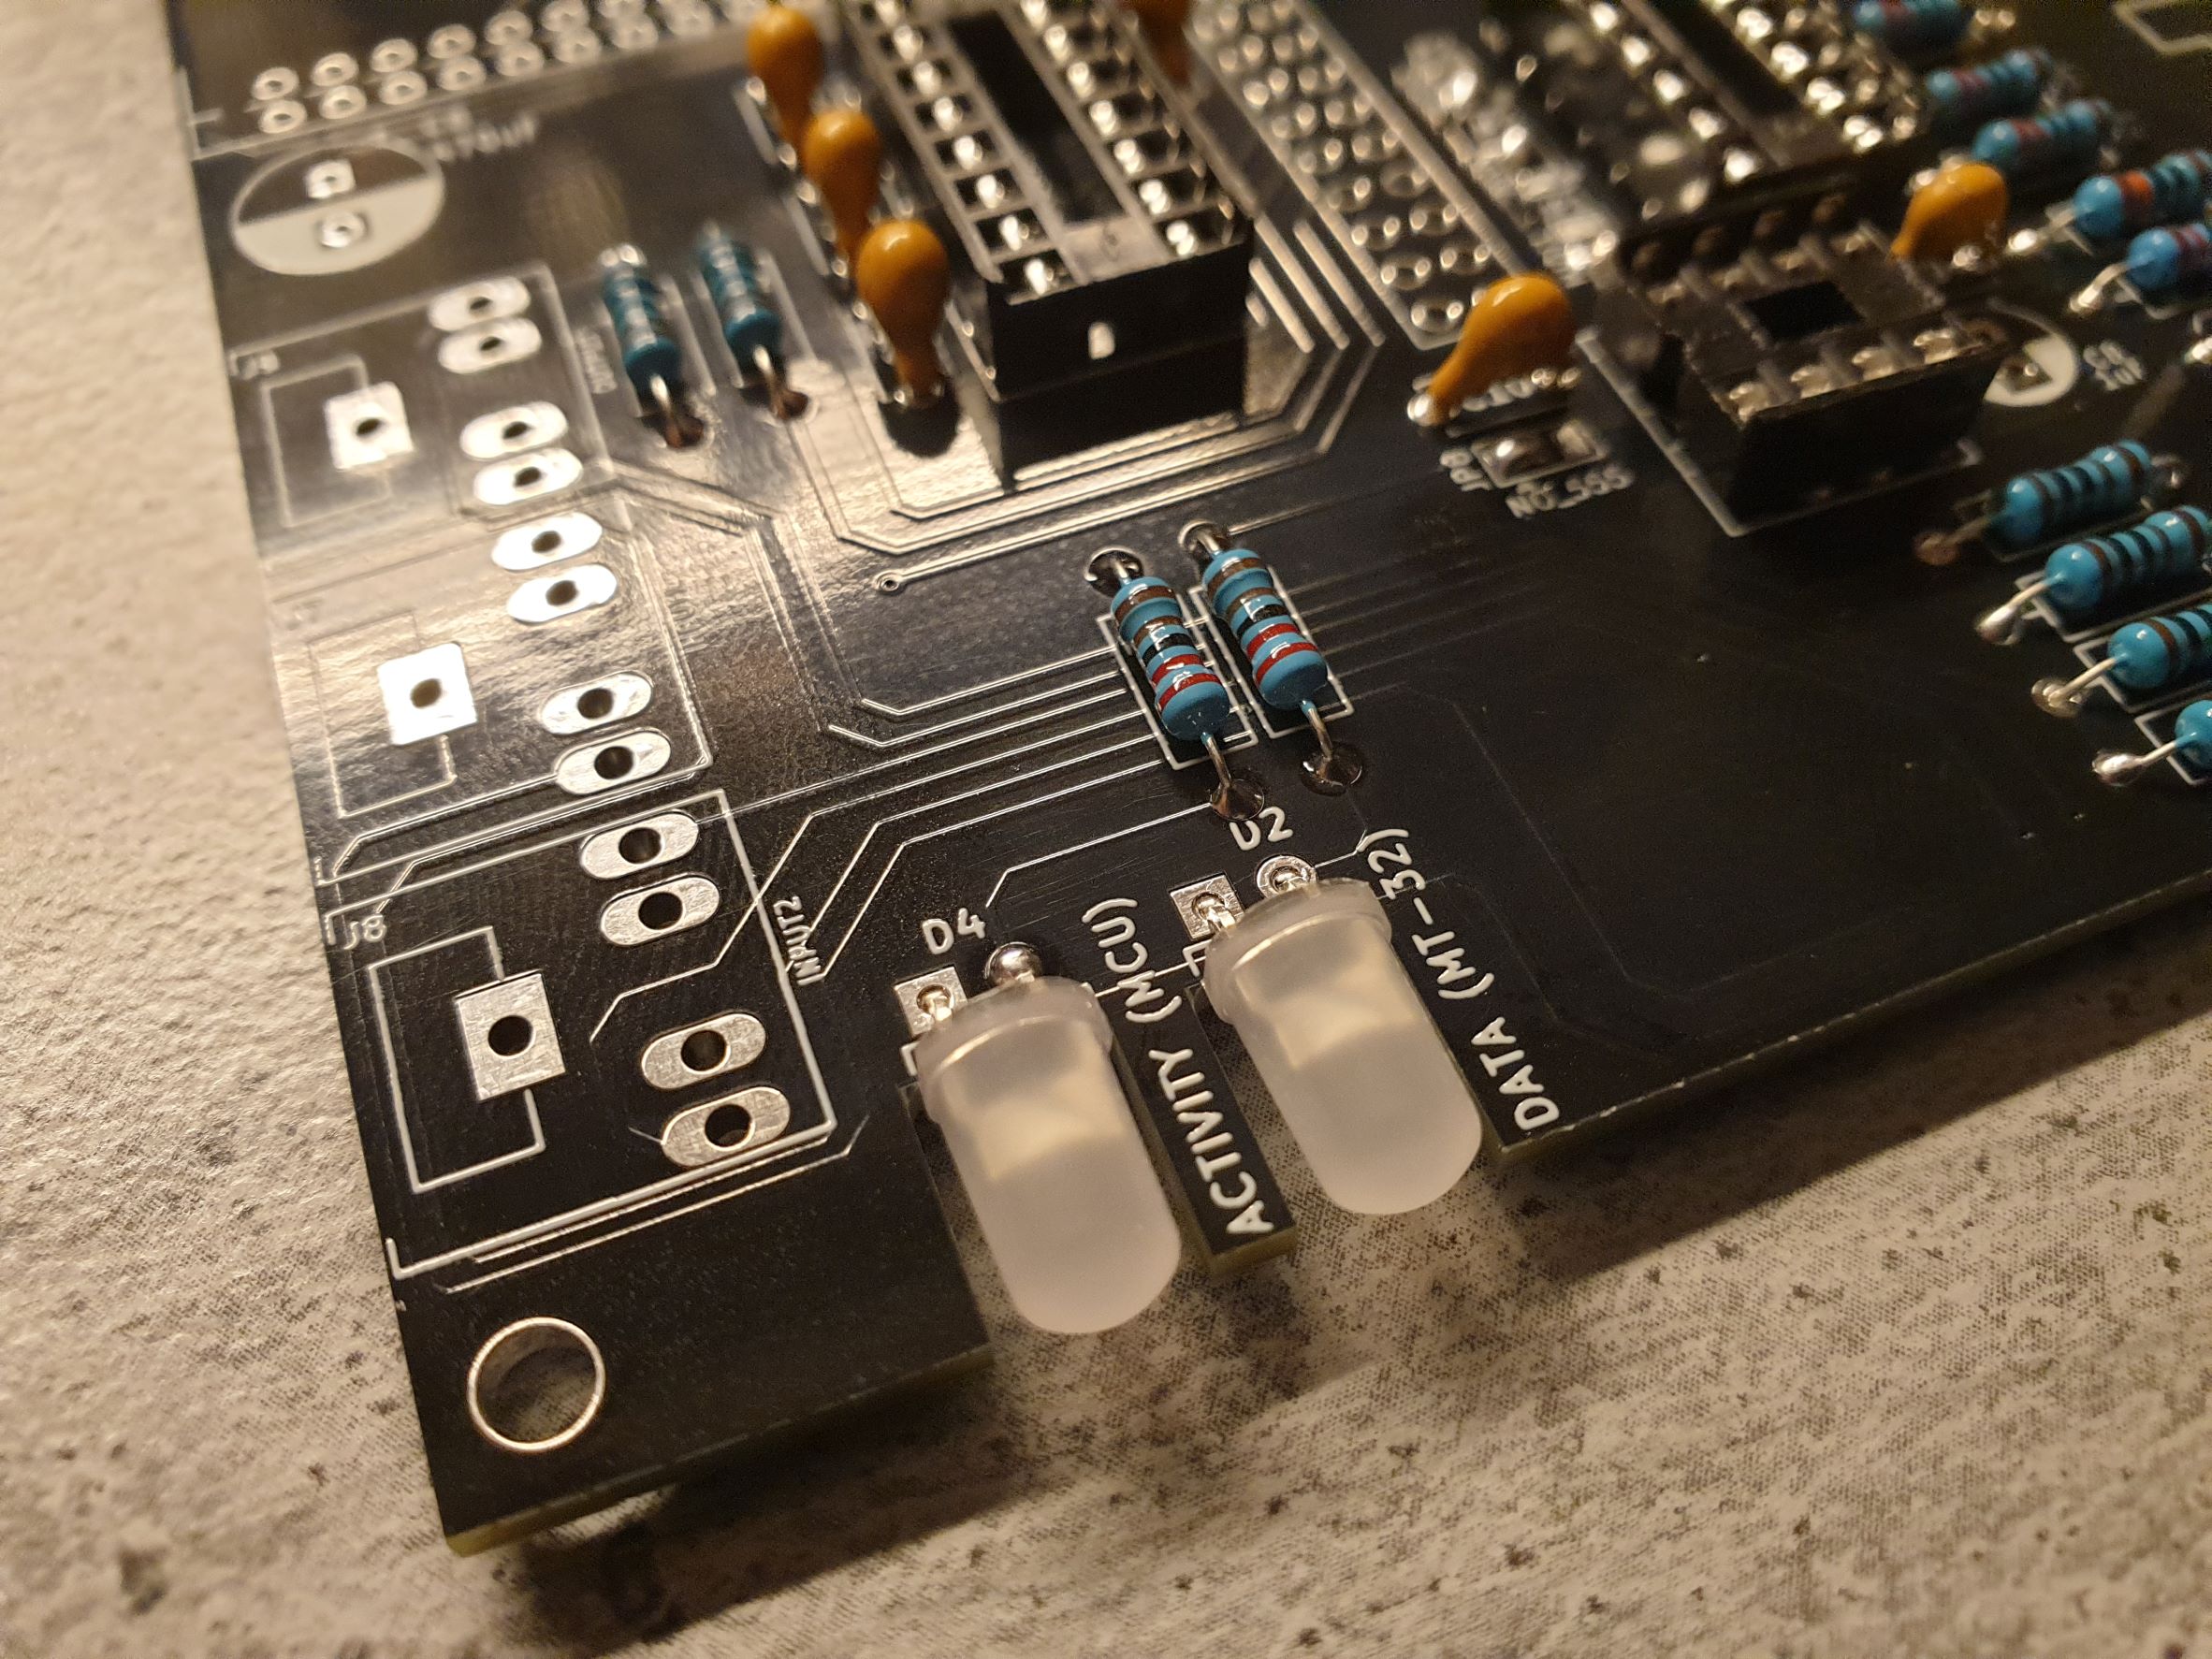 470uF
JP8
NO_555
D2
D4
DATA (MT-32)
ACTIVITY (MCU)
INPUT2
J8